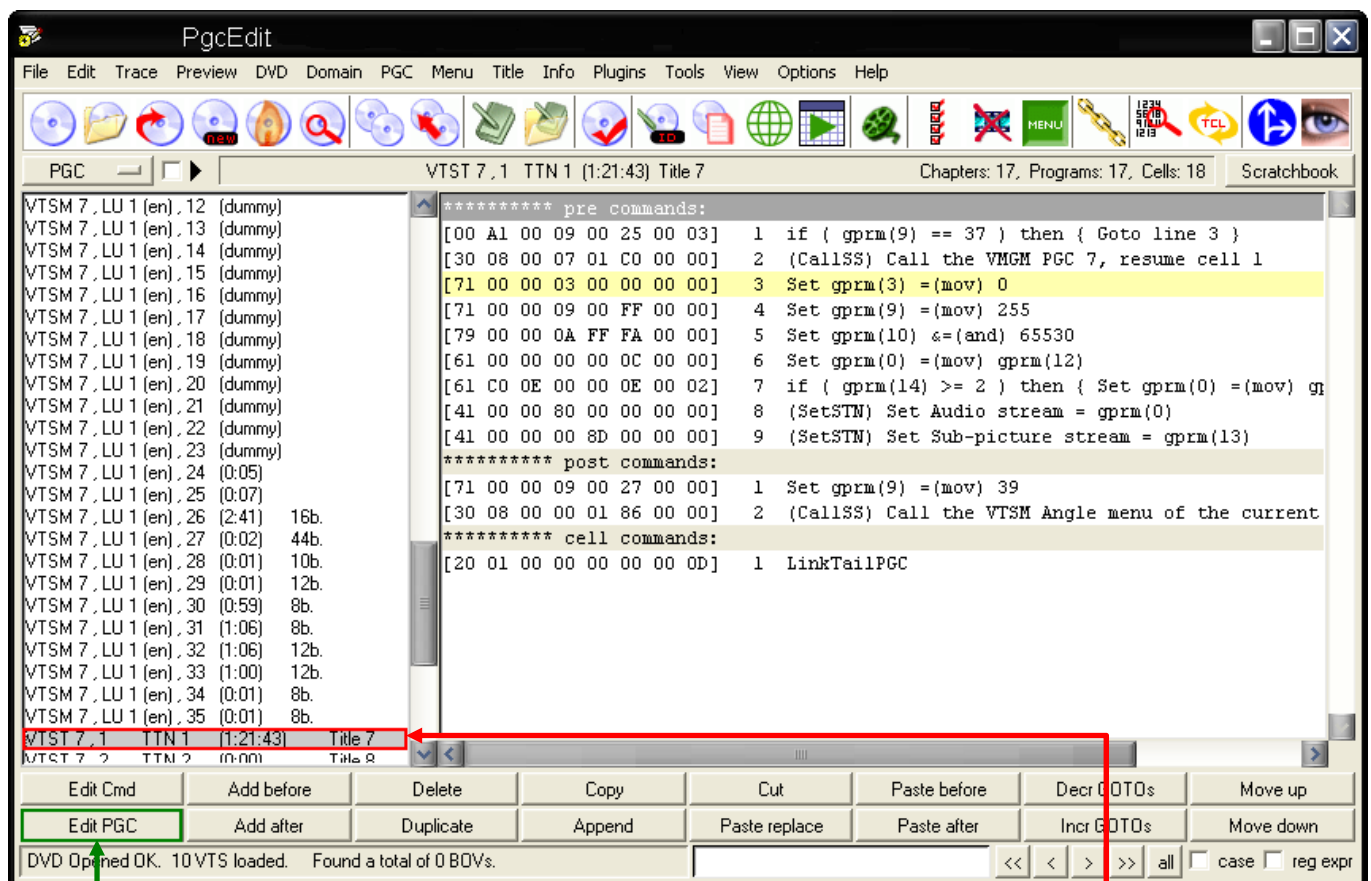 PgcEdit
File Edit Trace Preview DVD Domain PGC Menu Title Info Plugins Tools View Options Help
new ID MENU 1234 TCL
PGC VTST 7 , 1 TTN 1 (1:21:43) Title 7 Chapters: 17, Programs: 17, Cells: 18 Scratchbook
VTSM 7 , LU 1 (en) , 12 (dummy)
VTSM 7 , LU 1 (en) , 13 (dummy)
VTSM 7 , LU 1 (en) , 14 (dummy)
VTSM 7 , LU 1 (en) , 15 (dummy)
VTSM 7 , LU 1 (en) , 16 (dummy)
VTSM 7 , LU 1 (en) , 17 (dummy)
VTSM 7 , LU 1 (en) , 18 (dummy)
VTSM 7 , LU 1 (en) , 19 (dummy)
VTSM 7 , LU 1 (en) , 20 (dummy)
VTSM 7 , LU 1 (en) , 21 (dummy)
VTSM 7 , LU 1 (en) , 22 (dummy)
VTSM 7 , LU 1 (en) , 23 (dummy)
VTSM 7 , LU 1 (en) , 24 (0:05)
VTSM 7 , LU 1 (en) , 25 (0:07)
VTSM 7 , LU 1 (en) , 26 (2:41) 16b.
VTSM 7 , LU 1 (en) , 27 (0:02) 44b.
VTSM 7 , LU 1 (en) , 28 (0:01) 10b.
VTSM 7 , LU 1 (en) , 29 (0:01) 12b.
VTSM 7 , LU 1 (en) , 30 (0:59) 8b.
VTSM 7 , LU 1 (en) , 31 (1:06) 8b.
VTSM 7 , LU 1 (en) , 32 (1:06) 12b.
VTSM 7 , LU 1 (en) , 33 (1:00) 12b.
VTSM 7 , LU 1 (en) , 34 (0:01) 8b.
VTSM 7 , LU 1 (en) , 35 (0:01) 8b.
VTST 7 , 1 TTN 1 (1:21:43) Title 7
VTST 7 , 2 TTN 2 (0:00) Title 8
********** pre commands:
[00 A1 00 09 00 25 00 03] 1 if ( gprm(9) == 37 ) then { Goto line 3 }
[30 08 00 07 01 C0 00 00] 2 (CallSS) Call the VMGM PGC 7, resume cell 1
[71 00 00 03 00 00 00 00] 3 Set gprm(3) =(mov) 0
[71 00 00 09 00 FF 00 00] 4 Set gprm(9) =(mov) 255
[79 00 00 0A FF FA 00 00] 5 Set gprm(10) &=(and) 65530
[61 00 00 00 00 0C 00 00] 6 Set gprm(0) =(mov) gprm(12)
[61 C0 0E 00 00 0E 00 02] 7 if ( gprm(14) >= 2 ) then { Set gprm(0) =(mov)
[41 00 00 80 00 00 00 00] 8 (SetSTN) Set Audio stream = gprm(0)
[41 00 00 00 8D 00 00 00] 9 (SetSTN) Set Sub-picture stream = gprm(13)
********** post commands:
[71 00 00 09 00 27 00 00] 1 Set gprm(9) =(mov) 39
[30 08 00 00 01 86 00 00] 2 (CallSS) Call the VTSM Angle menu of the current
********** cell commands:
[20 01 00 00 00 00 00 0D] 1 LinkTailPGC
Edit Cmd Add before Delete Copy Cut Paste before Decr GOTOs Move up
Edit PGC Add after Duplicate Append Paste replace Paste after Incr GOTOs Move down
DVD Opened OK. 10 VTS loaded. Found a total of 0 BOVs. << < > >> all case reg expr